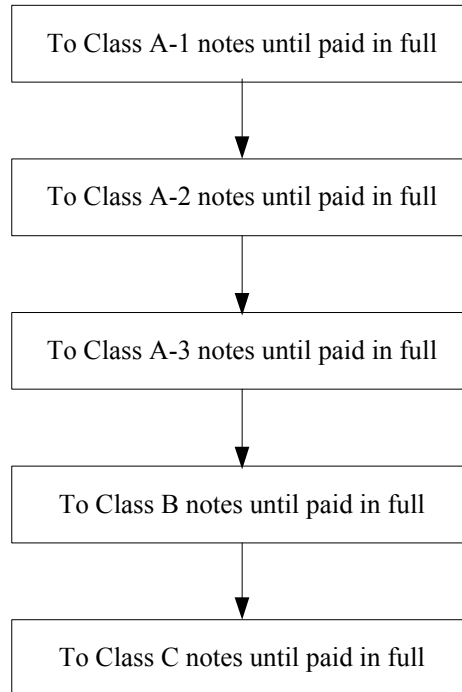 To Class A-1 notes until paid in full
To Class A-2 notes until paid in full
To Class A-3 notes until paid in full
To Class B notes until paid in full
To Class C notes until paid in full